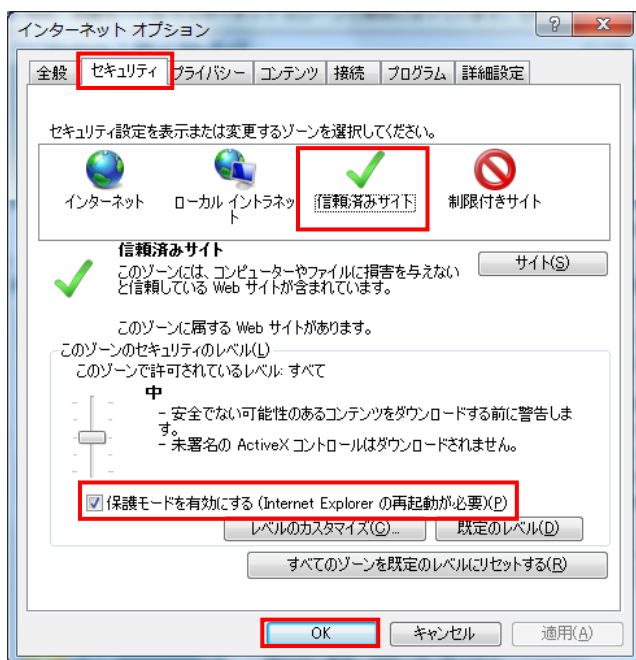 インターネット オプション
全般 セキュリティ プライバシー コンテンツ 接続 プログラム 詳細設定
セキュリティ設定を表示または変更するゾーンを選択してください。
インターネット
ローカル イントラネッ
ト
信頼済みサイト
制限付きサイト
信頼済みサイト
このゾーンには、コンピューターやファイルに損害を与えない
と信頼している Web サイトが含まれています。
サイト(S)
このゾーンに属する Web サイトがあります。
このゾーンのセキュリティのレベル(L)
このゾーンで許可されているレベル: すべて
中
- 安全でない可能性のあるコンテンツをダウンロードする前に警告しま
す。
- 未署名の ActiveX コントロールはダウンロードされません。
保護モードを有効にする (Internet Explorer の再起動が必要)(P)
レベルのカスタマイズ(C)... 既定のレベル(D)
すべてのゾーンを既定のレベルにリセットする(R)
OK キャンセル 適用(A)